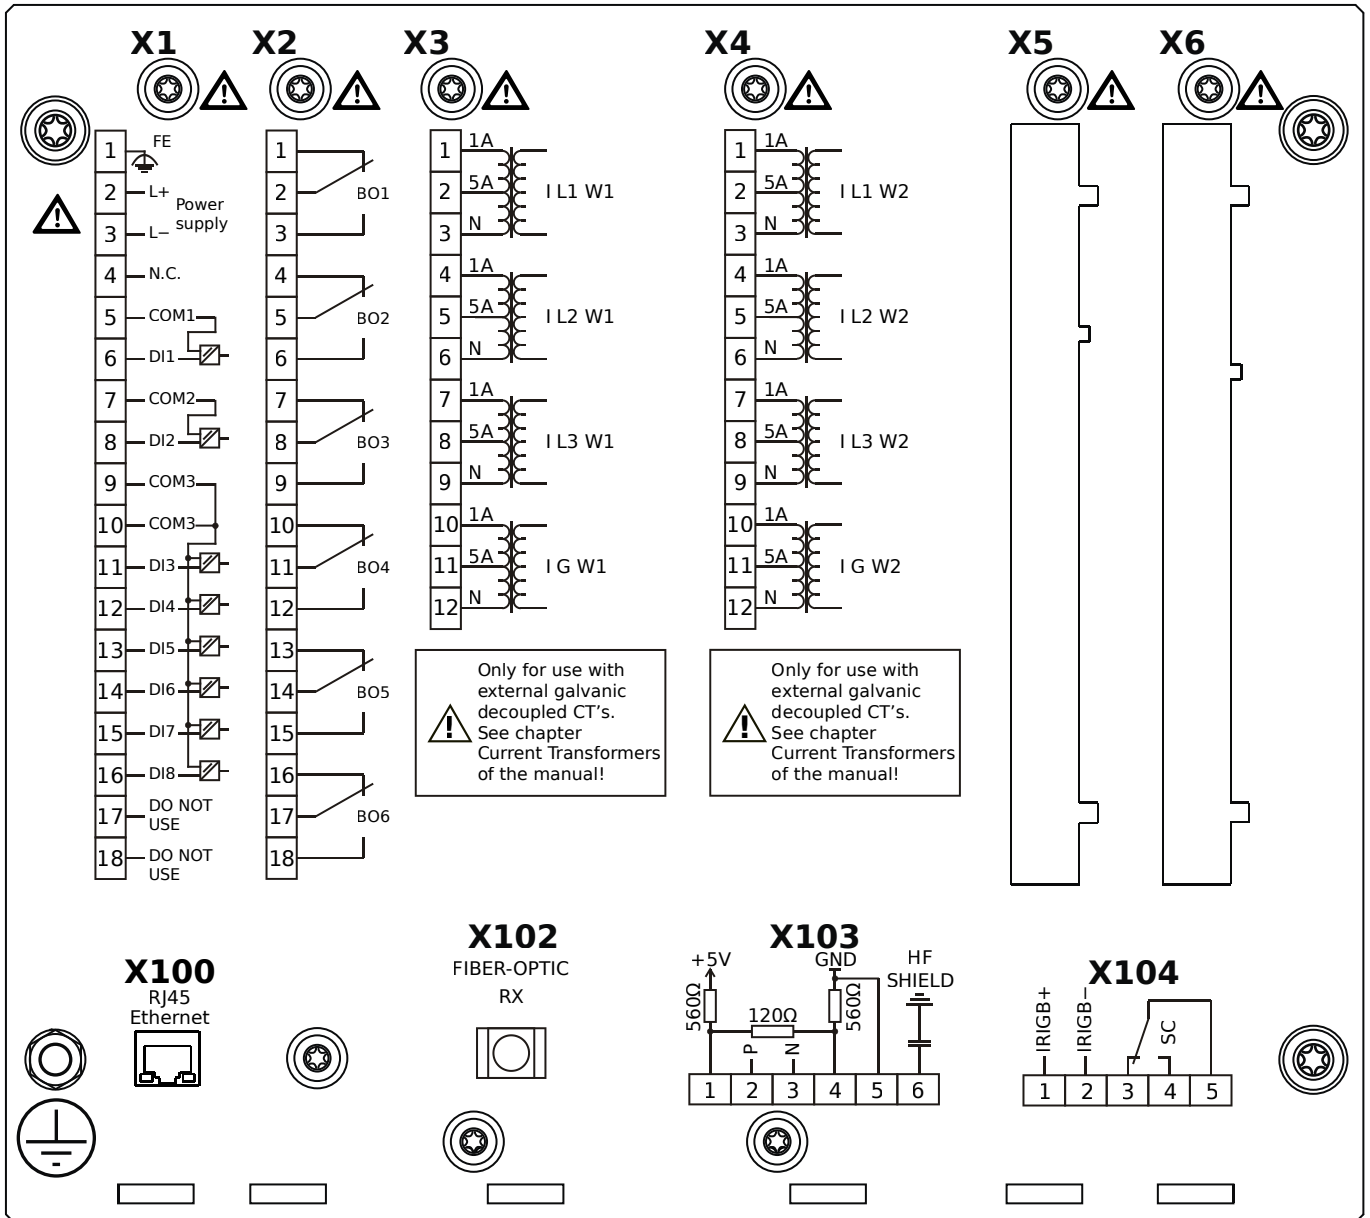 X1
X2
X3
X4
X5
X6
1
FE
2
L+
Power
supply
3
L−
4
N.C.
5
COM1
6
DI1
7
COM2
8
DI2
9
COM3
10
COM3
11
DI3
12
DI4
13
DI5
14
DI6
15
DI7
16
DI8
17
DO NOT
USE
18
DO NOT
USE
1
2
BO1
3
4
5
BO2
6
7
8
BO3
9
10
11
BO4
12
13
14
BO5
15
16
17
BO6
18
1
1A
2
5A
I L1 W1
3
N
4
1A
5
5A
I L2 W1
6
N
7
1A
8
5A
I L3 W1
9
N
10
1A
11
5A
I G W1
12
N
Only for use with
external galvanic
decoupled CT's.
See chapter
Current Transformers
of the manual!
1
1A
2
5A
I L1 W2
3
N
4
1A
5
5A
I L2 W2
6
N
7
1A
8
5A
I L3 W2
9
N
10
1A
11
5A
I G W2
12
N
Only for use with
external galvanic
decoupled CT's.
See chapter
Current Transformers
of the manual!
X100
RJ45
Ethernet
X102
FIBER-OPTIC
RX
X103
+5V
GND
HF
SHIELD
560Ω
120Ω
560Ω
P
N
1 2 3 4 5 6
X104
IRIGB+
IRIGB−
SC
1 2 3 4 5